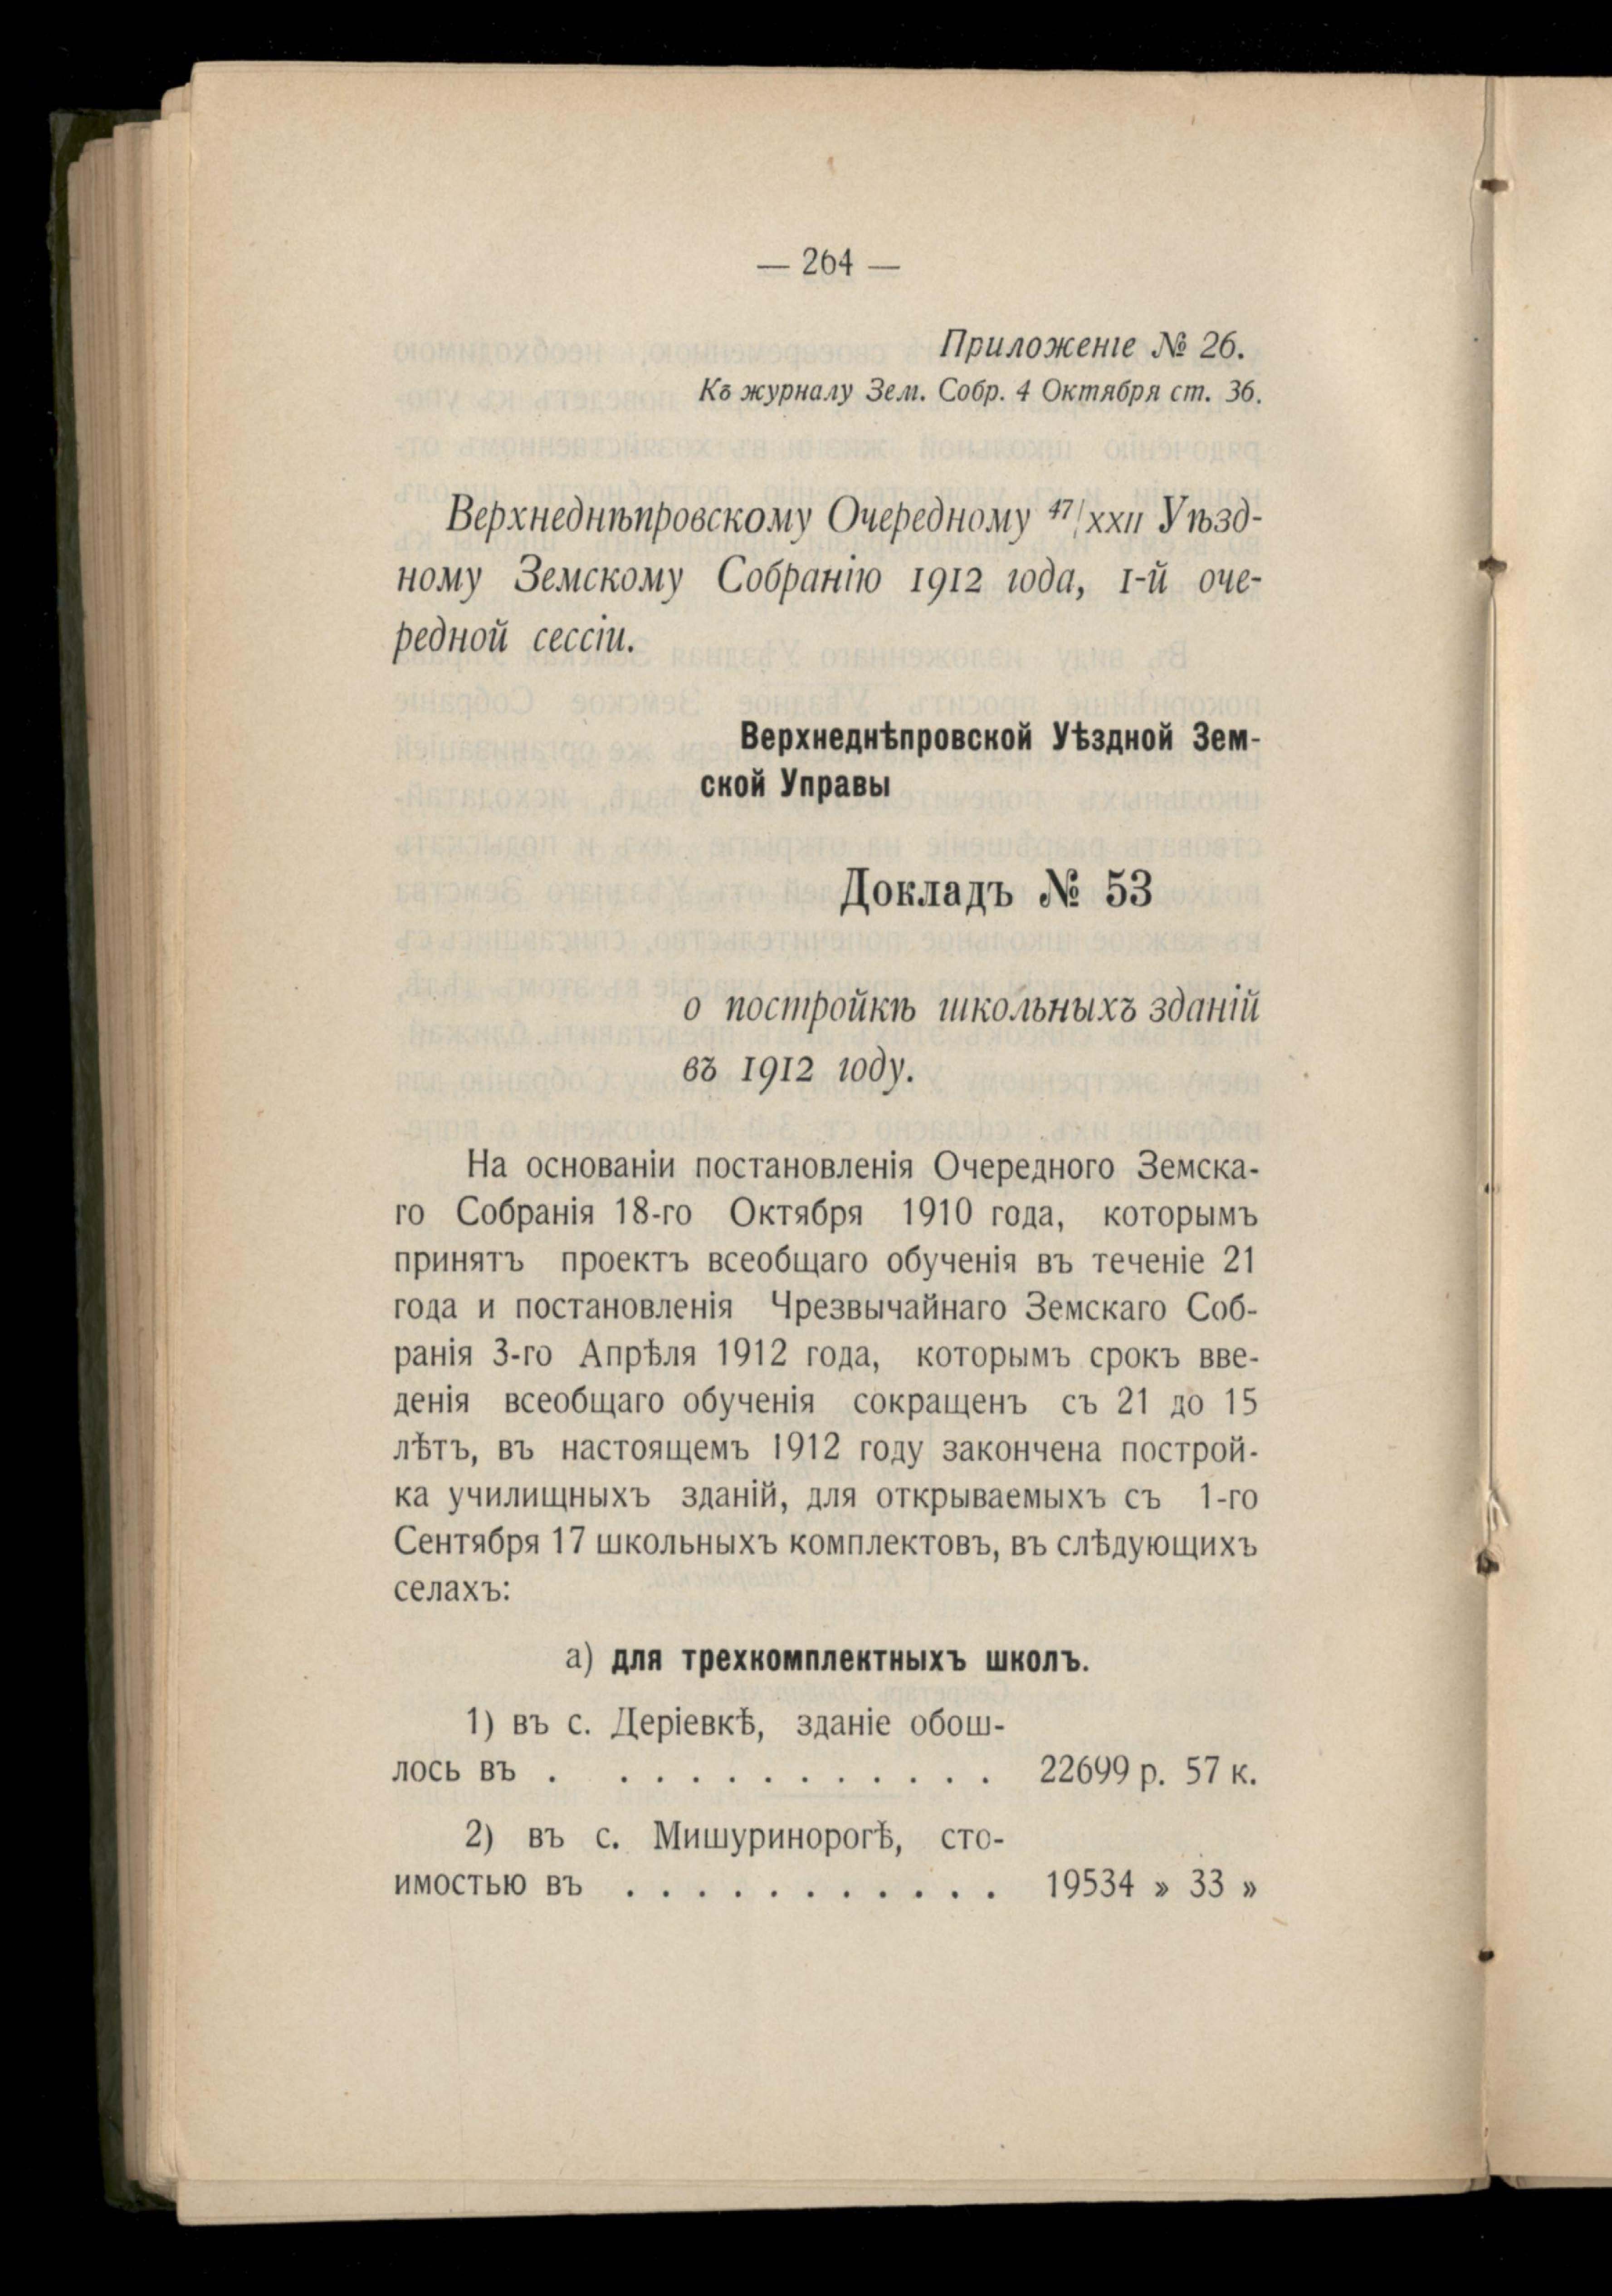 — 264 —
Приложеніе № 26.
Къ журналу Зем. Собр. 4 Октября ст. 36.
Верхнеднѣпровскому Очередному 47/XXII Уѣзд-
ному Земскому Собранію 1912 года, 1-й оче-
редной сессіи.
Верхнеднѣпровской Уѣздной Зем-
ской Управы
Докладъ № 53
о постройкѣ школьныхъ зданій
въ 1912 году.
На основаніи постановленія Очередного Земска-
го Собранія 18-го Октября 1910 года, которымъ
принятъ проектъ всеобщаго обученія въ теченіе 21
года и постановленія Чрезвычайнаго Земскаго Соб-
ранія 3-го Апрѣля 1912 года, которымъ срокъ вве-
денія всеобщаго обученія сокращенъ съ 21 до 15
лѣтъ, въ настоящемъ 1912 году закончена построй-
ка училищныхъ зданій, для открываемыхъ съ 1-го
Сентября 17 школьныхъ комплектовъ, въ слѣдующихъ
селахъ:
а) для трехкомплектныхъ школъ.
1) въ с. Деріевкѣ, зданіе обош-
лось въ . . . . . . . . . . . . 22699 р. 57 к.
2) въ с. Мишуринорогѣ, сто-
имостью въ . . . . . . . . . . . 19534 » 33 »